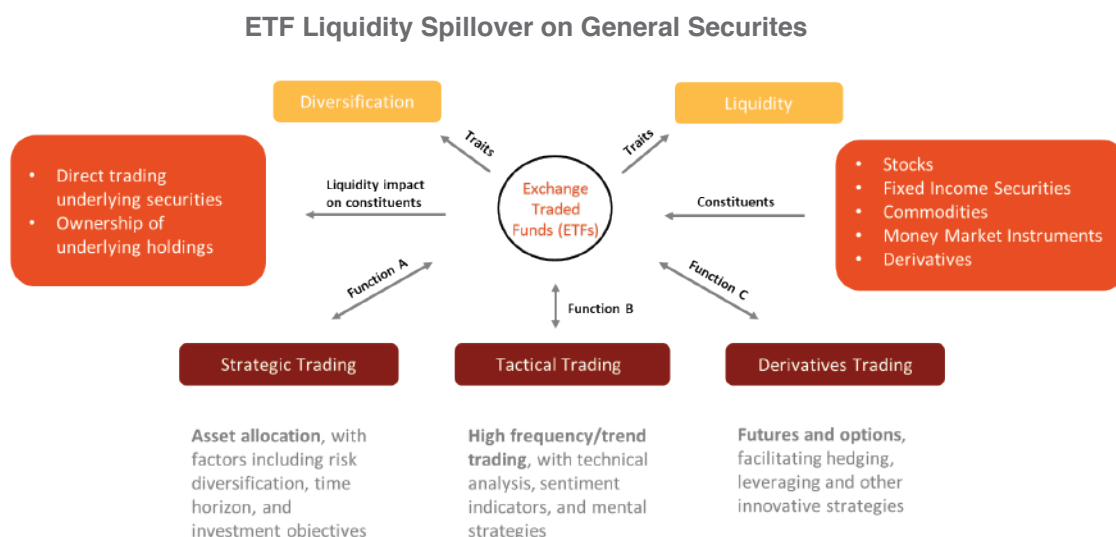 ETF Liquidity Spillover on General Securites
Diversification
Liquidity
Traits
Traits
• Direct trading
underlying securities
• Ownership of
underlying holdings
Liquidity impact
on constituents
Exchange
Traded
Funds (ETFs)
Constituents
• Stocks
• Fixed Income Securities
• Commodities
• Money Market Instruments
• Derivatives
Function A
Function B
Function C
Strategic Trading
Tactical Trading
Derivatives Trading
Asset allocation, with
factors including risk
diversification, time
horizon, and
investment objectives
High frequency/trend
trading, with technical
analysis, sentiment
indicators, and mental
strategies
Futures and options,
facilitating hedging,
leveraging and other
innovative strategies